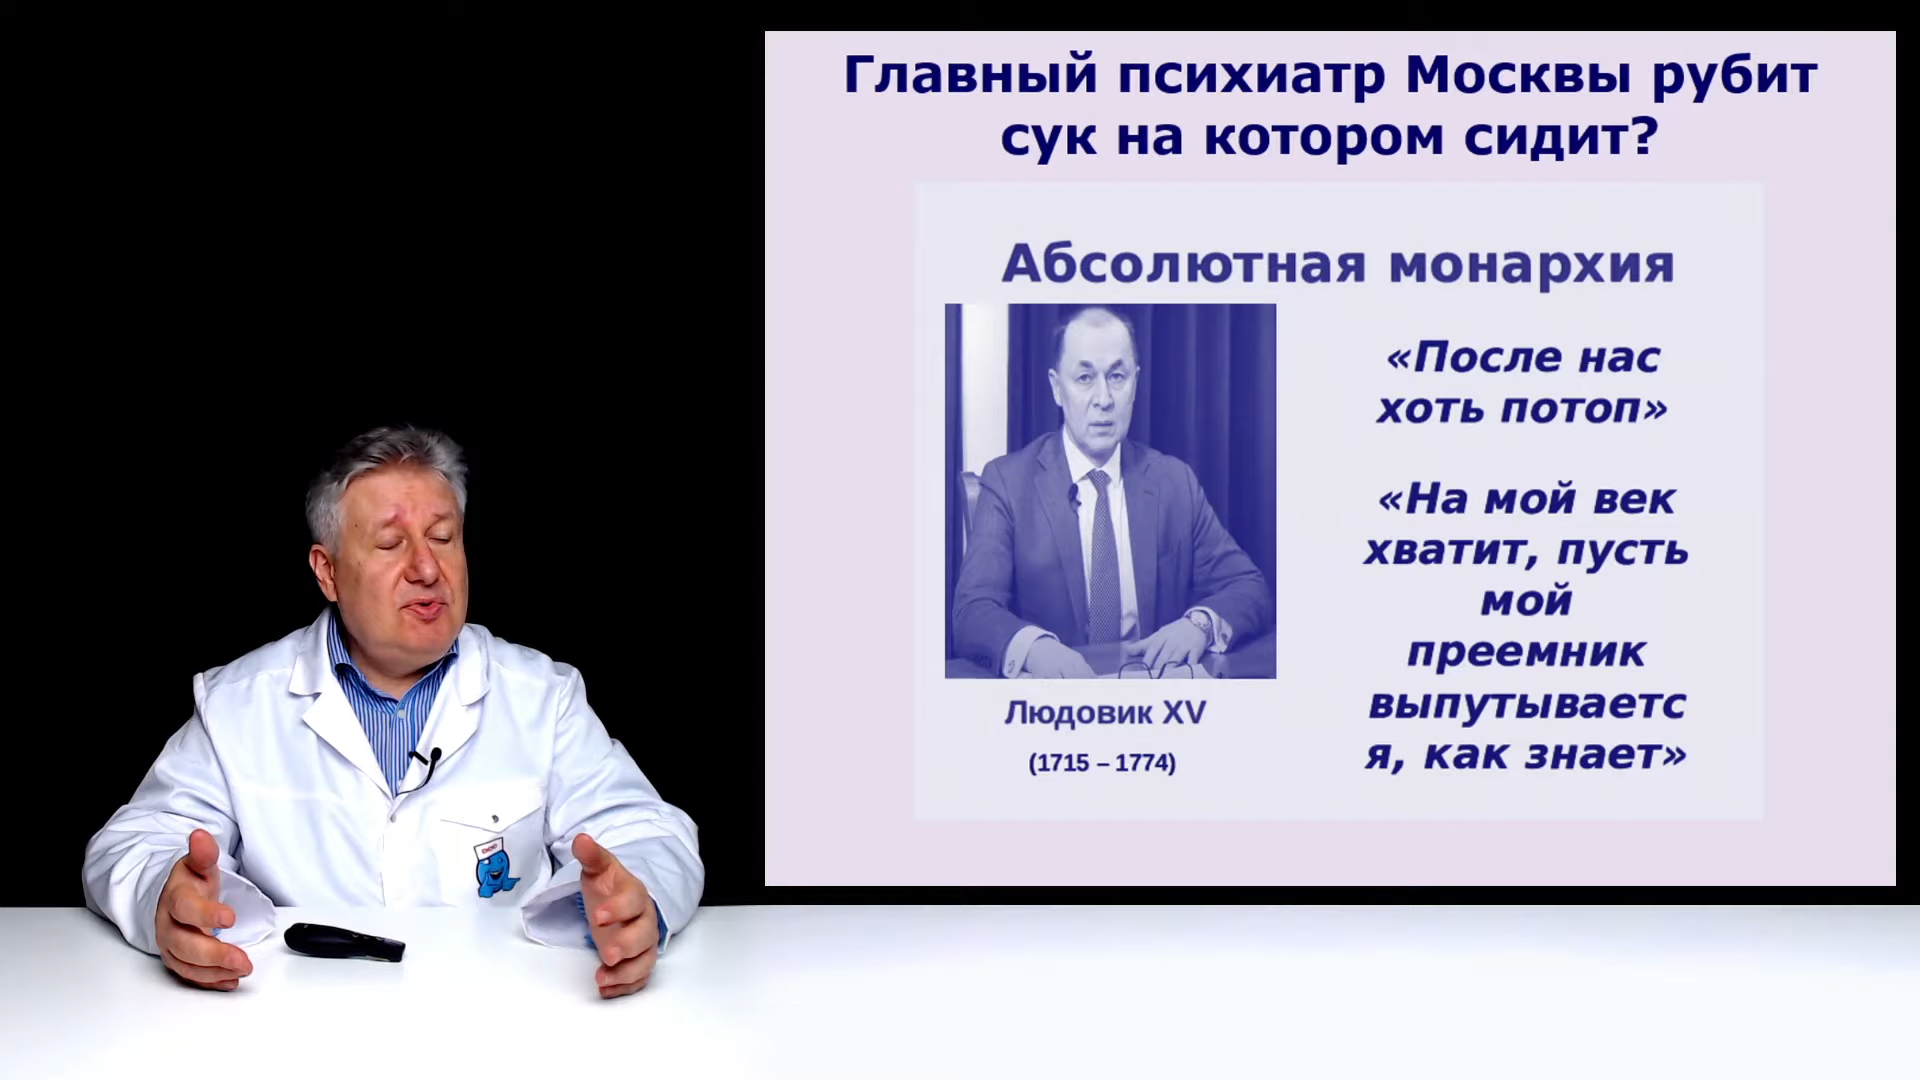 Главный психиатр Москвы рубит
сук на котором сидит?
Абсолютная монархия
«После нас
хоть потоп»
«На мой век
хватит, пусть
мой
преемник
выпутываетс
я, как знает»
Людовик XV
(1715 – 1774)